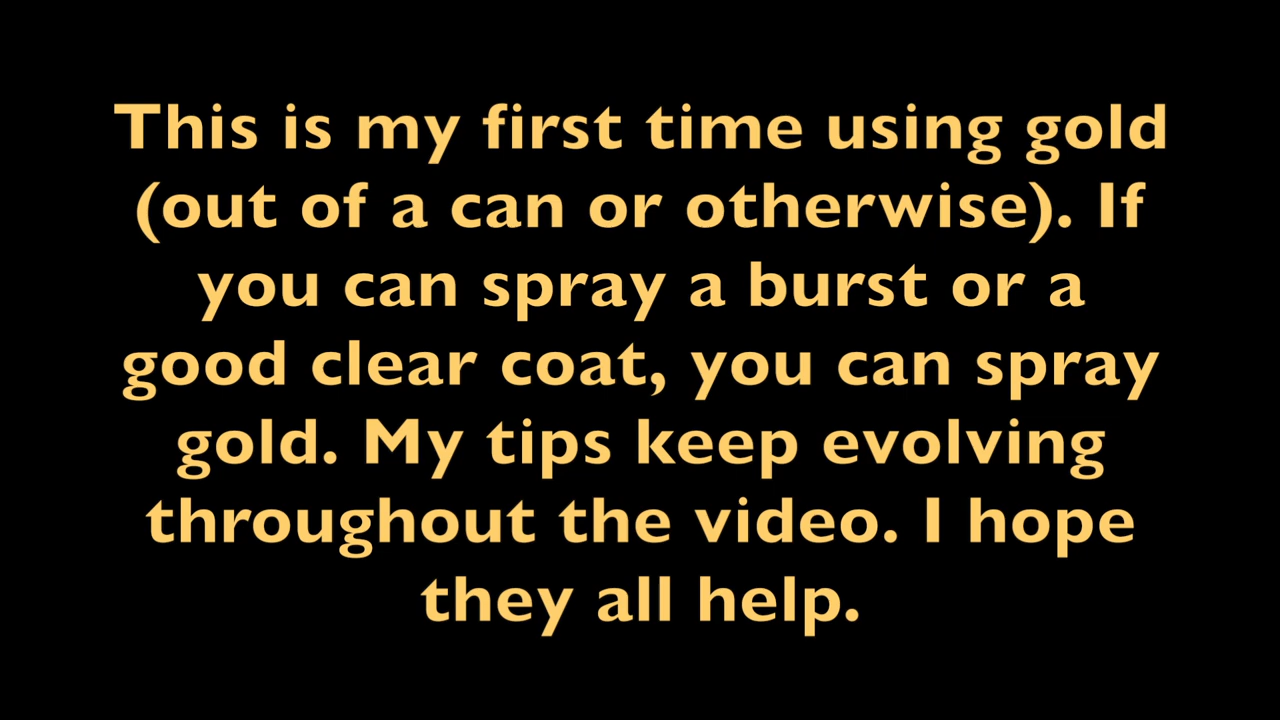 This is my first time using gold
(out of a can or otherwise). If
you can spray a burst or a
good clear coat, you can spray
gold. My tips keep evolving
throughout the video. I hope
they all help.